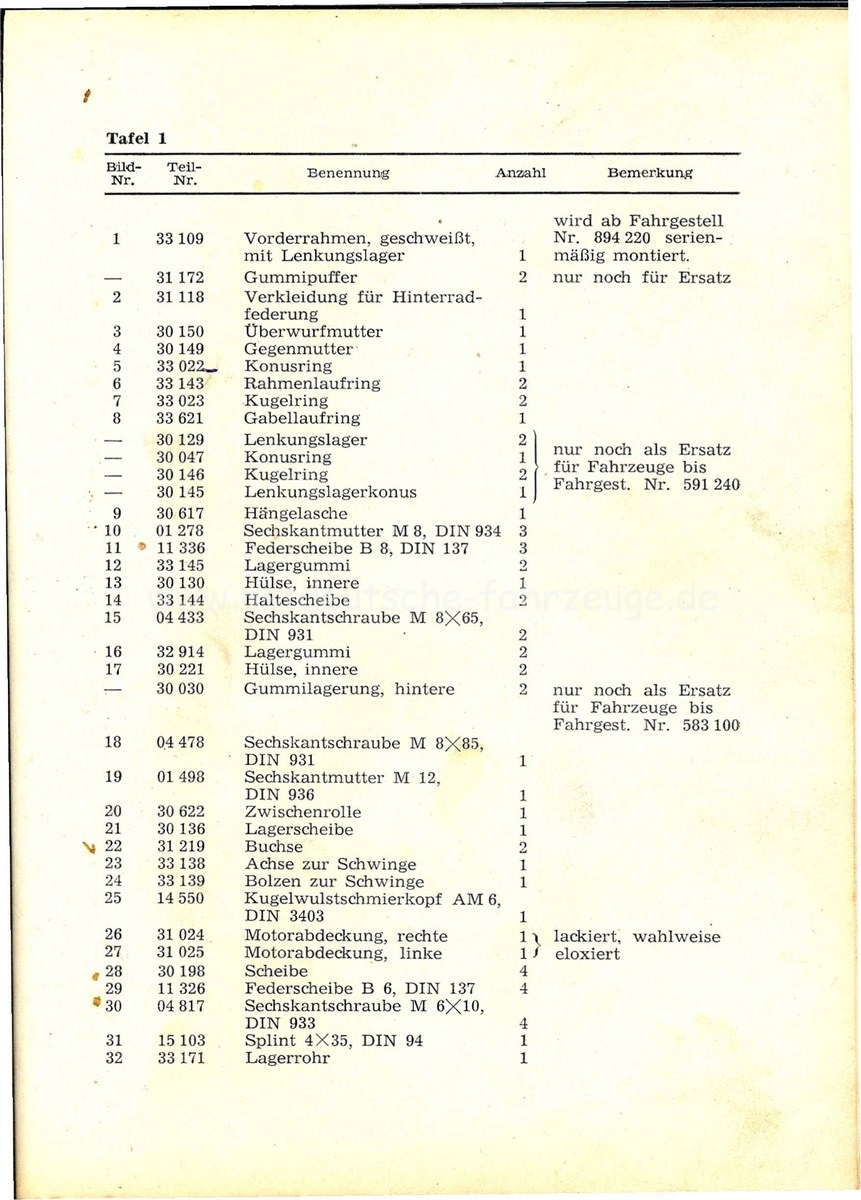 Tafel 1
Bild-Nr. Teil-Nr. Benennung Anzahl Bemerkung
wird ab Fahrgestell
1 33 109 Vorderrahmen, geschweißt, Nr. 894 220 serien-
mit Lenkungslager 1 mäßig montiert.
— 31 172 Gummipuffer 2 nur noch für Ersatz
2 31 118 Verkleidung für Hinterrad-
federung 1
3 30 150 Überwurfmutter 1
4 30 149 Gegenmutter 1
5 33 022 Konusring 1
6 33 143 Rahmenlaufring 2
7 33 023 Kugelring 2
8 33 621 Gabellaufring 1
— 30 129 Lenkungslager 2
— 30 047 Konusring 1 nur noch als Ersatz
— 30 146 Kugelring 2 für Fahrzeuge bis
— 30 145 Lenkungslagerkonus 1 Fahrgest. Nr. 591 240
9 30 617 Hängelasche 1
10 01 278 Sechskantmutter M 8, DIN 934 3
11 11 336 Federscheibe B 8, DIN 137 3
12 33 145 Lagergummi 2
13 30 130 Hülse, innere 1
14 33 144 Haltescheibe 2
15 04 433 Sechskantschraube M 8×65,
DIN 931 2
16 32 914 Lagergummi 2
17 30 221 Hülse, innere 2
— 30 030 Gummilagerung, hintere 2 nur noch als Ersatz
für Fahrzeuge bis
Fahrgest. Nr. 583 100
18 04 478 Sechskantschraube M 8×85,
DIN 931 1
19 01 498 Sechskantmutter M 12,
DIN 936 1
20 30 622 Zwischenrolle 1
21 30 136 Lagerscheibe 1
22 31 219 Buchse 2
23 33 138 Achse zur Schwinge 1
24 33 139 Bolzen zur Schwinge 1
25 14 550 Kugelwulstschmierkopf AM 6,
DIN 3403 1
26 31 024 Motorabdeckung, rechte 1 lackiert, wahlweise
27 31 025 Motorabdeckung, linke 1 eloxiert
28 30 198 Scheibe 4
29 11 326 Federscheibe B 6, DIN 137 4
30 04 817 Sechskantschraube M 6×10,
DIN 933 4
31 15 103 Splint 4×35, DIN 94 1
32 33 171 Lagerrohr 1